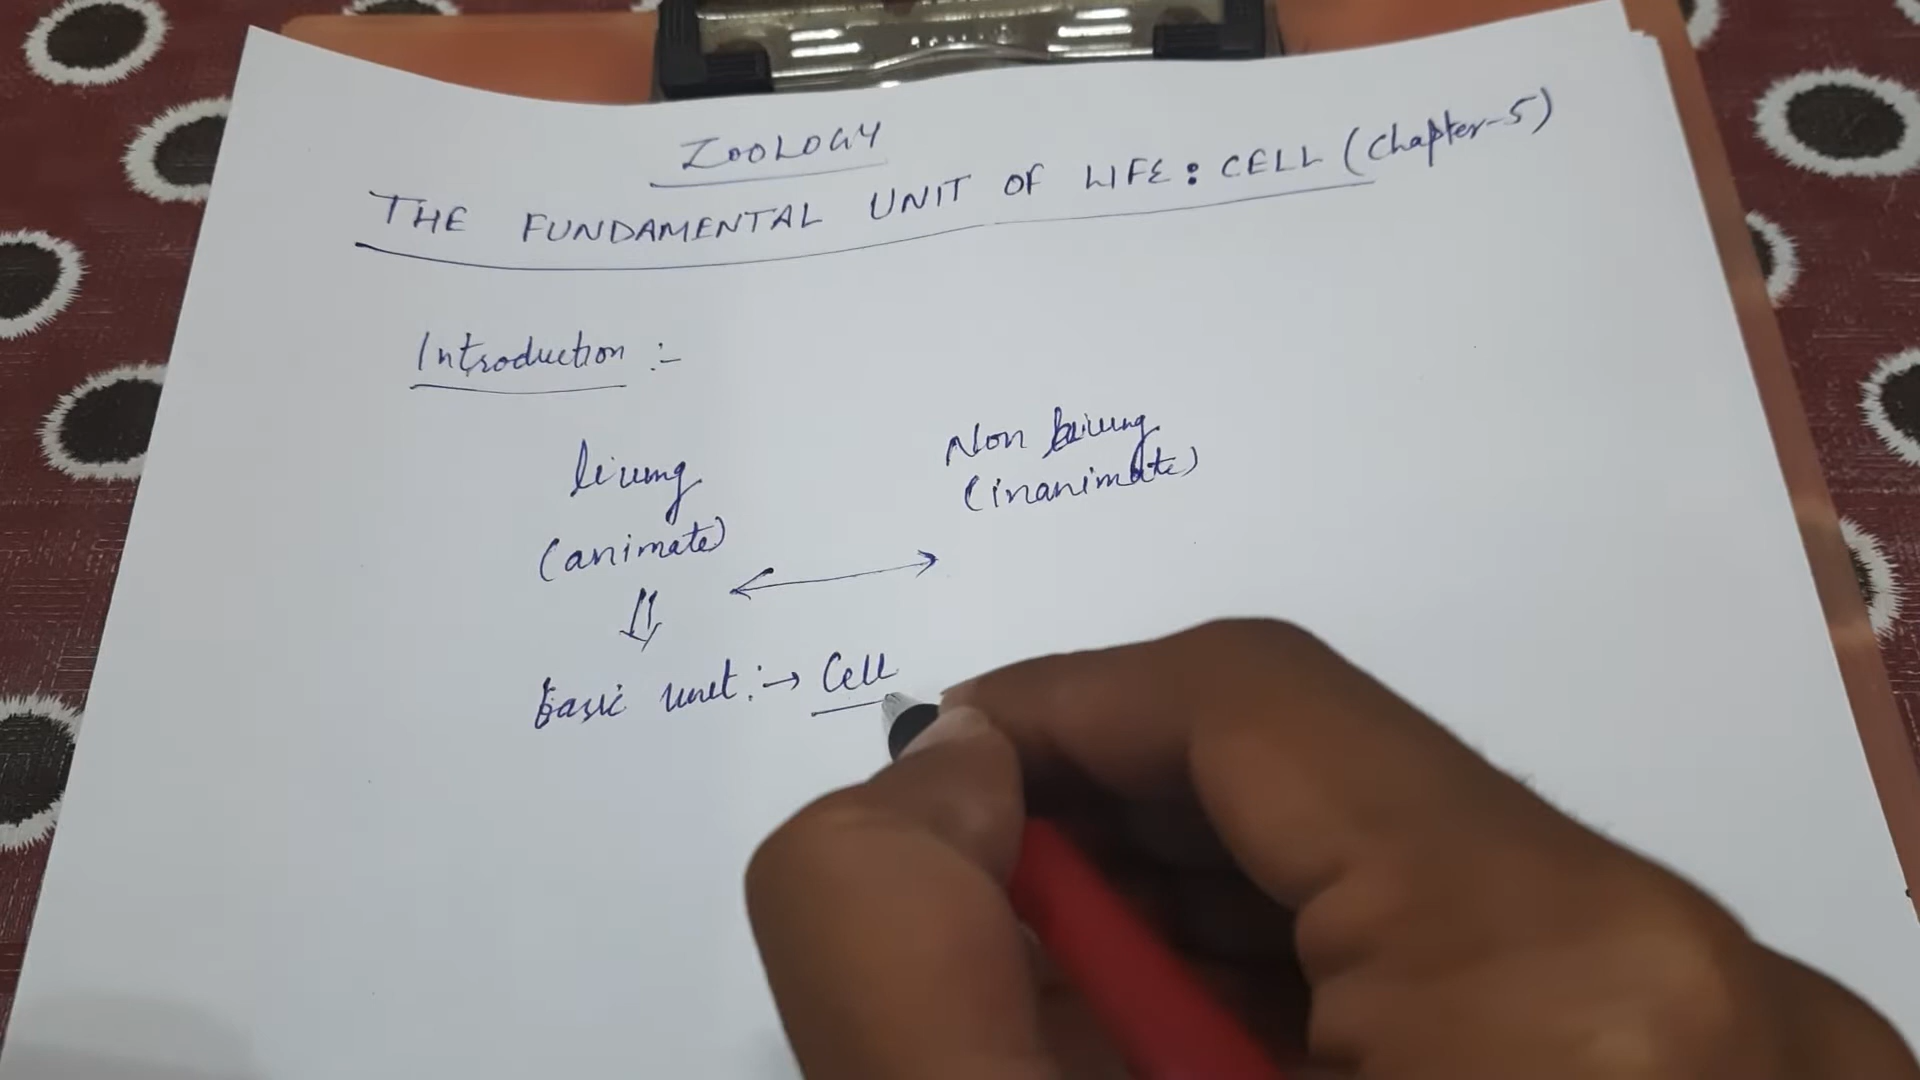 ZOOLOGY
THE FUNDAMENTAL UNIT OF LIFE : CELL (Chapter-5)
Introduction :-
living
(animate)
Non living
(inanimate)
basic unit :→ Cell